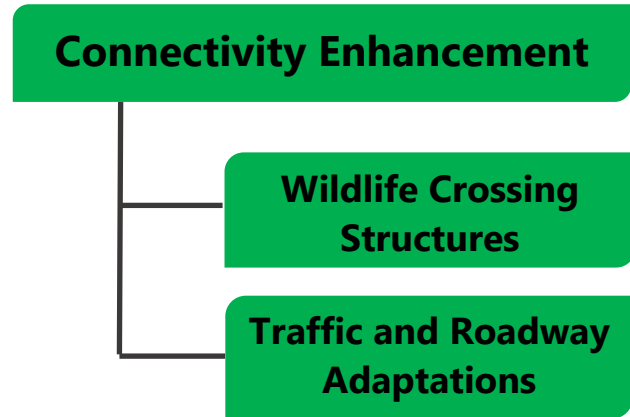 Connectivity Enhancement
Wildlife Crossing
Structures
Traffic and Roadway
Adaptations